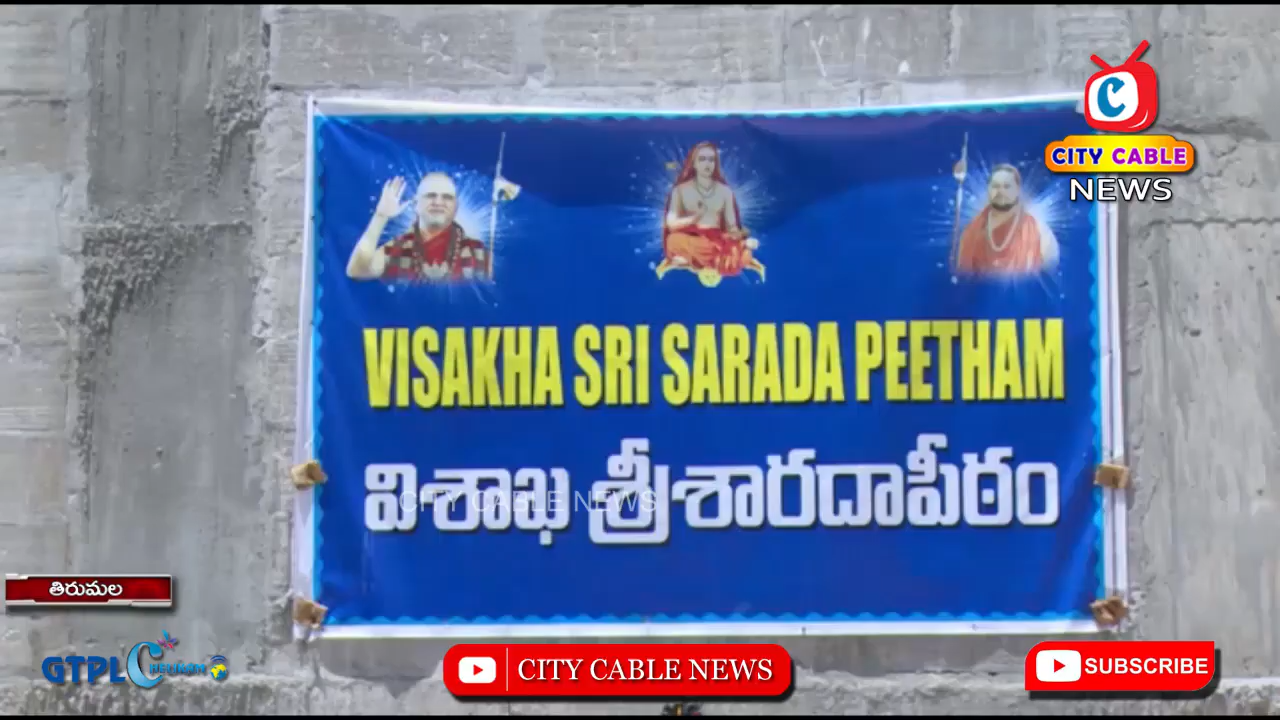 C
CITY CABLE
NEWS
VISAKHA SRI SARADA PEETHAM
విశాఖ శ్రీశారదాపీఠం
CITY CABLE NEWS
తిరుమల
GTPL
CITY CABLE NEWS
SUBSCRIBE